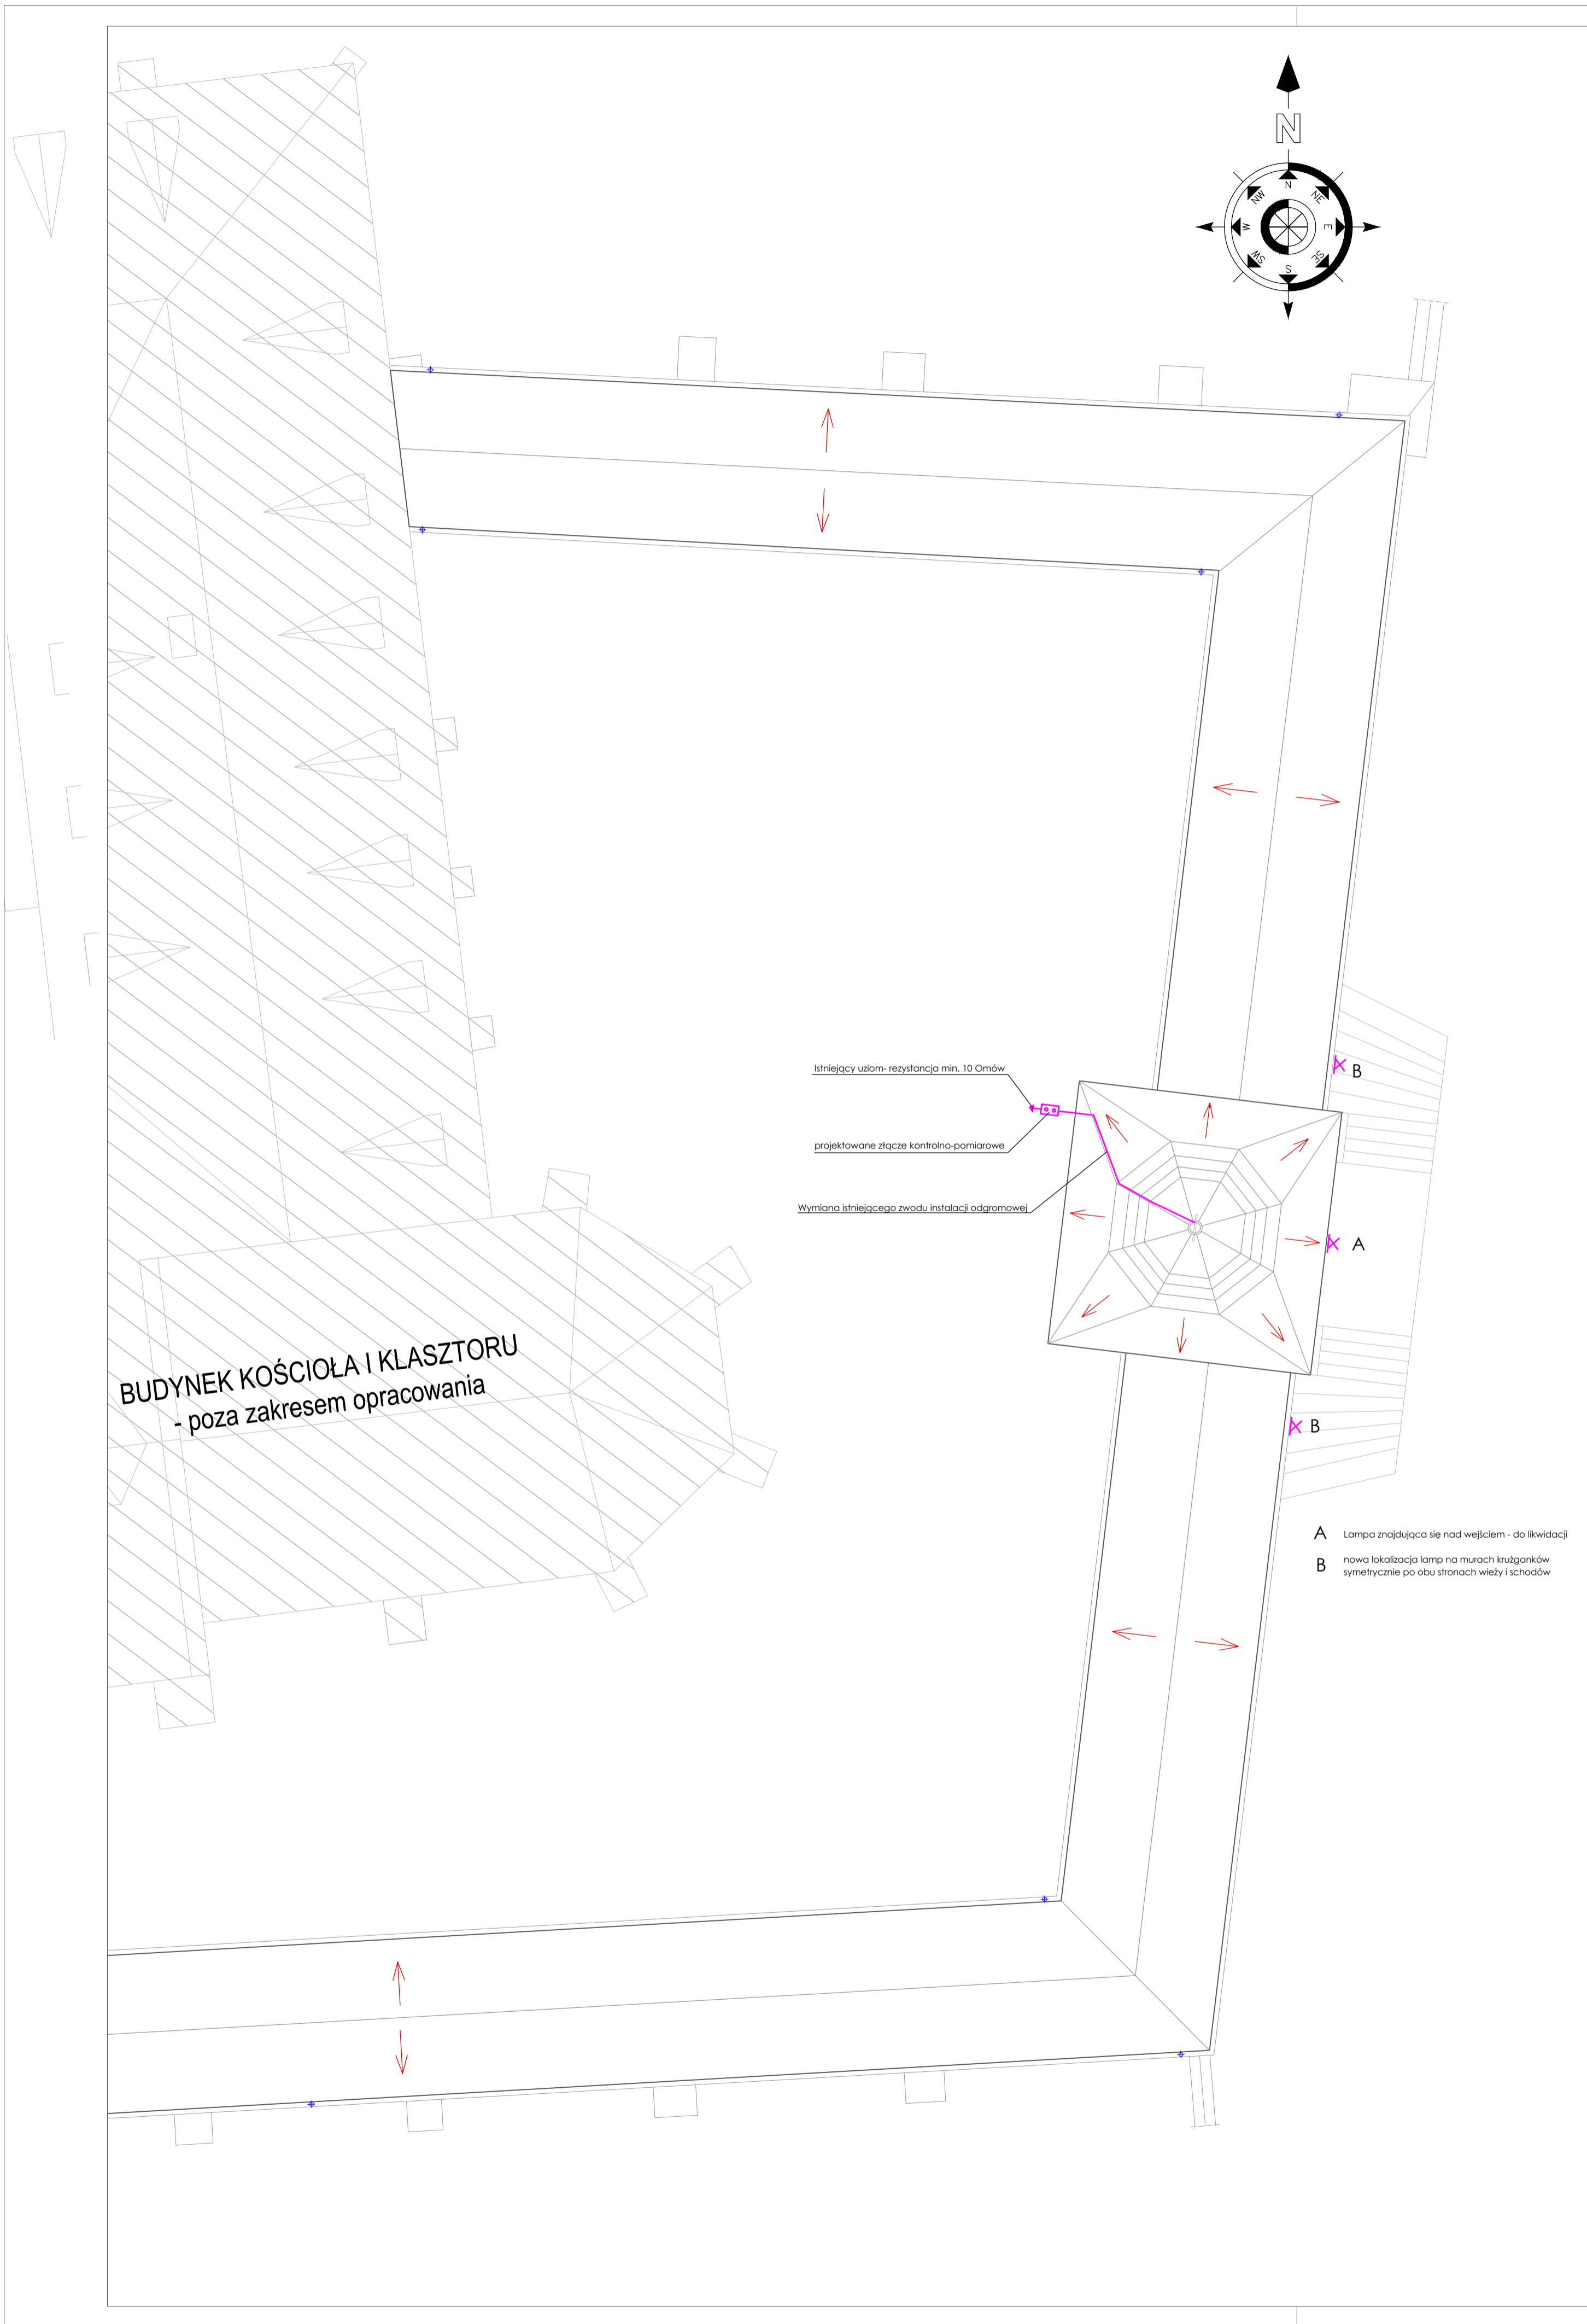 N
N
NW
NE
W
E
SW
SE
S
Istniejący uziom- rezystancja min. 10 Omów
B
projektowane złącze kontrolno-pomiarowe
Wymiana istniejącego zwodu instalacji odgromowej
A
BUDYNEK KOŚCIOŁA I KLASZTORU
- poza zakresem opracowania
B
A Lampa znajdująca się nad wejściem - do likwidacji
B nowa lokalizacja lamp na murach krużganków
symetrycznie po obu stronach wieży i schodów